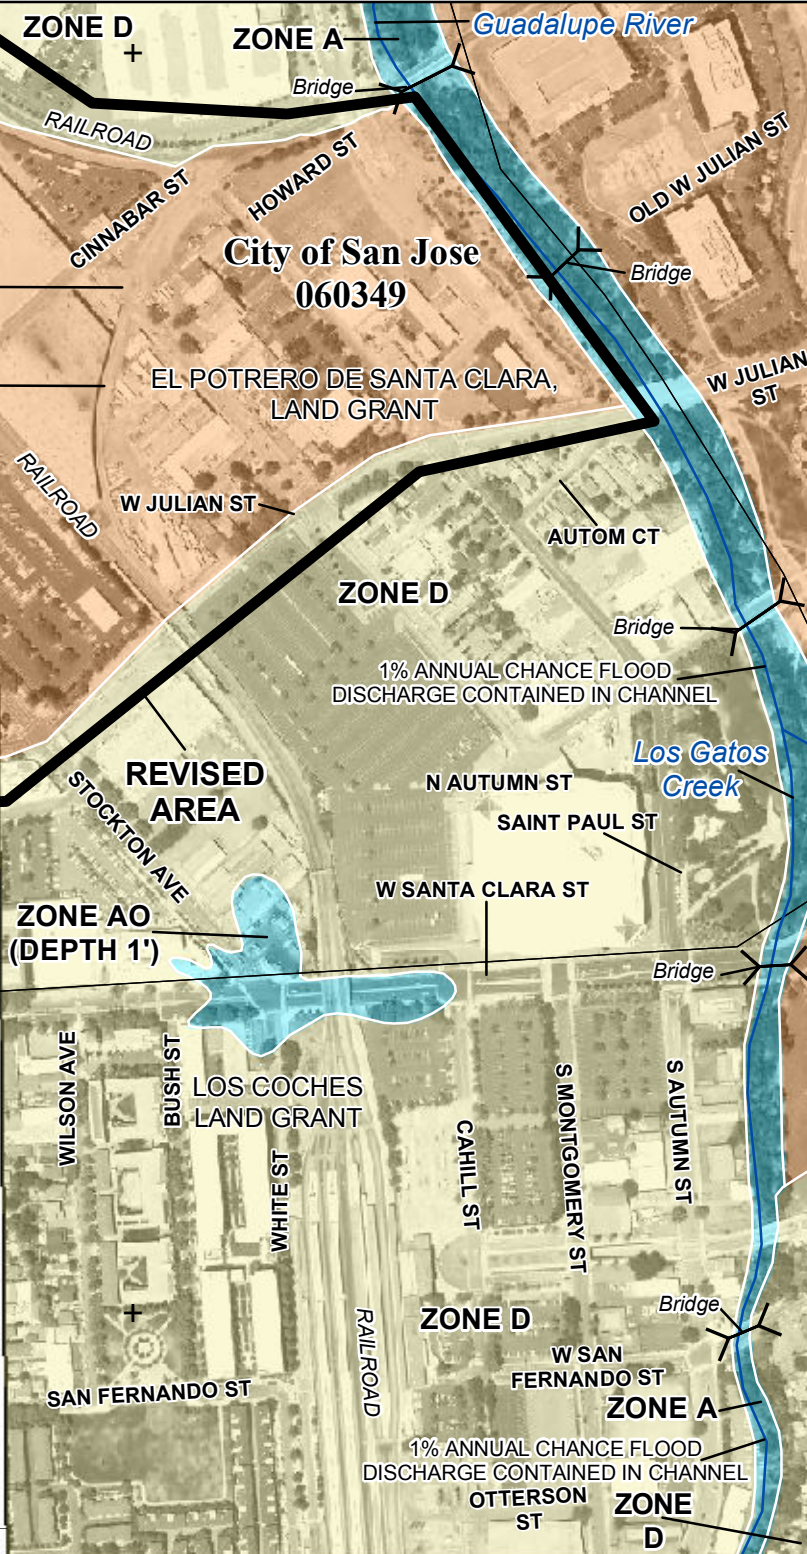 ZONE D
ZONE A
Guadalupe River
Bridge
RAILROAD
CINNABAR ST
HOWARD ST
OLD W JULIAN ST
City of San Jose
060349
Bridge
EL POTRERO DE SANTA CLARA,
LAND GRANT
W JULIAN
ST
RAILROAD
W JULIAN ST
AUTOM CT
ZONE D
Bridge
1% ANNUAL CHANCE FLOOD
DISCHARGE CONTAINED IN CHANNEL
REVISED
AREA
Los Gatos
Creek
STOCKTON AVE
N AUTUMN ST
SAINT PAUL ST
W SANTA CLARA ST
ZONE AO
(DEPTH 1')
Bridge
WILSON AVE
BUSH ST
LOS COCHES
LAND GRANT
WHITE ST
CAHILL ST
S MONTGOMERY ST
S AUTUMN ST
RAILROAD
ZONE D
Bridge
W SAN
FERNANDO ST
SAN FERNANDO ST
ZONE A
1% ANNUAL CHANCE FLOOD
DISCHARGE CONTAINED IN CHANNEL
OTTERSON
ST
ZONE
D